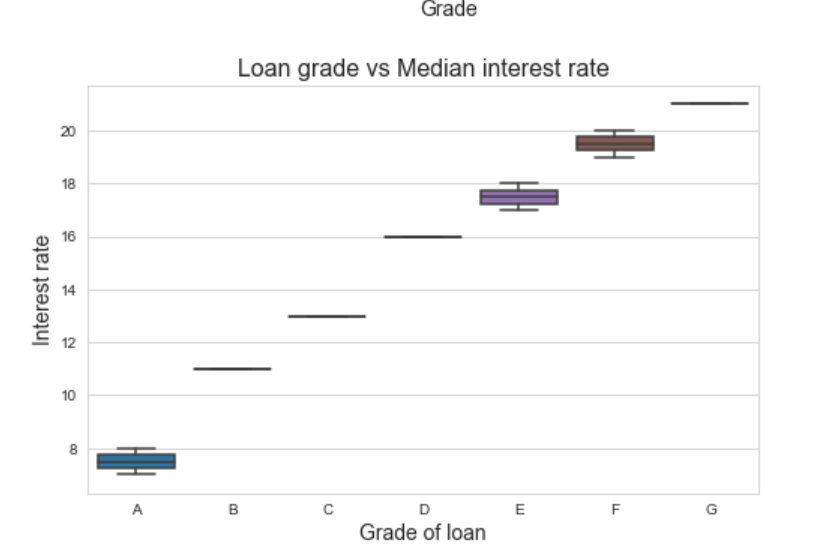 Grade
Loan grade vs Median interest rate
20
18
16
14
12
10
8
Interest rate
A B C D E F G
Grade of loan